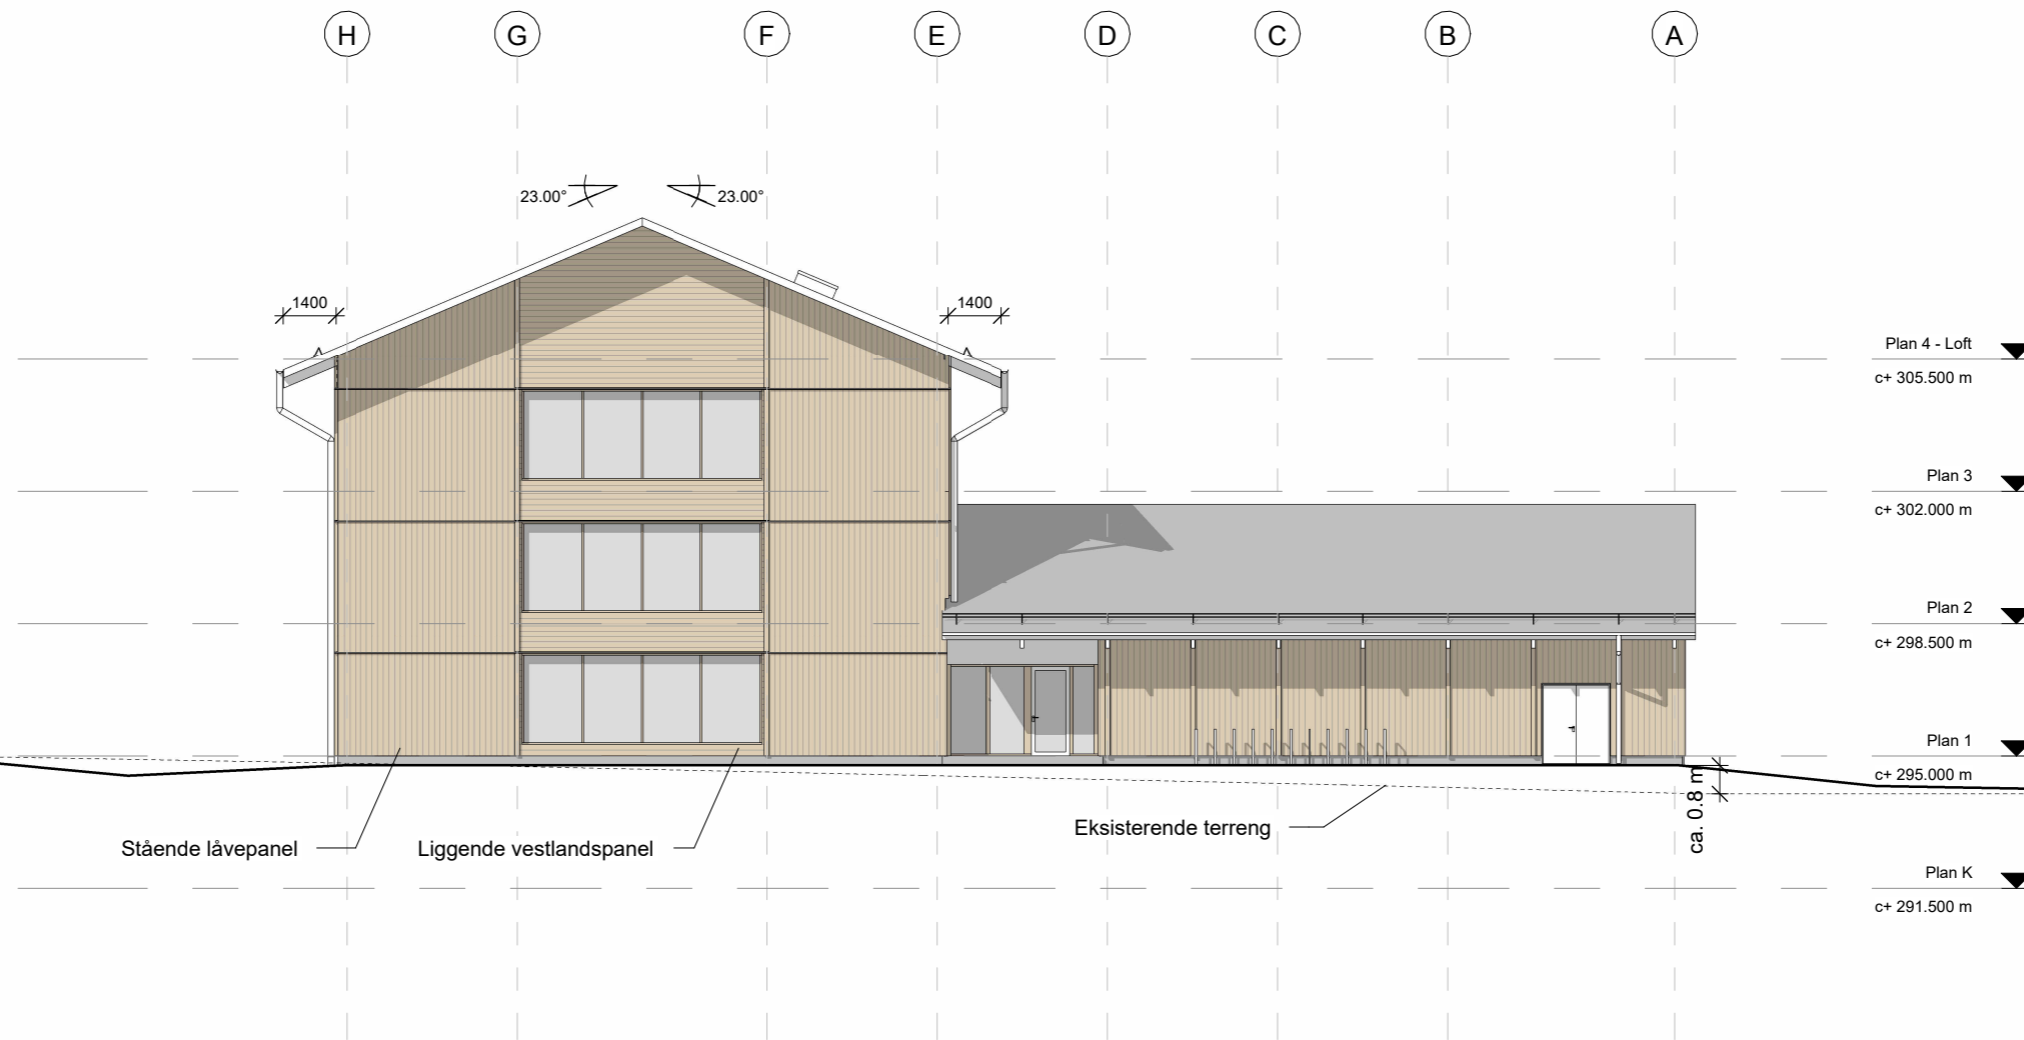 H G F E D C B A
23.00° 23.00°
1400 1400
Plan 4 - Loft
c+ 305.500 m
Plan 3
c+ 302.000 m
Plan 2
c+ 298.500 m
Plan 1
c+ 295.000 m
ca. 0.8 m
Eksisterende terreng
Stående låvepanel
Liggende vestlandspanel
Plan K
c+ 291.500 m